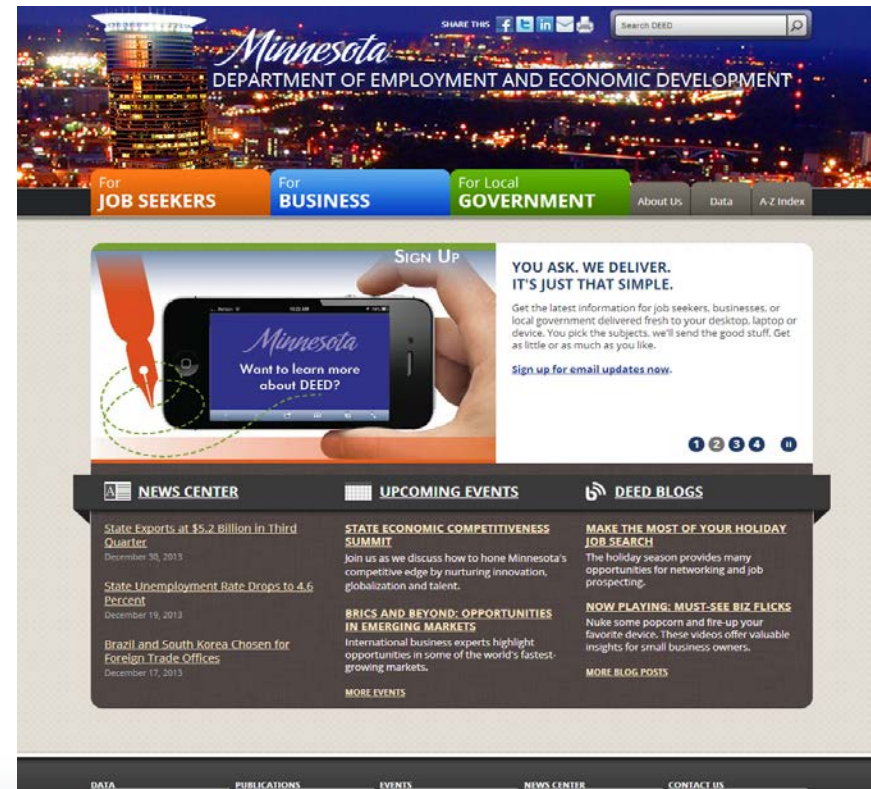 SHARE THIS
Search DEED
Minnesota
DEPARTMENT OF EMPLOYMENT AND ECONOMIC DEVELOPMENT
For
JOB SEEKERS
For
BUSINESS
For Local
GOVERNMENT
About Us
Data
A-Z Index
SIGN UP
Minnesota
Want to learn more
about DEED?
YOU ASK. WE DELIVER.
IT'S JUST THAT SIMPLE.
Get the latest information for job seekers, businesses, or
local government delivered fresh to your desktop, laptop or
device. You pick the subjects, we'll send the good stuff. Get
as little or as much as you like.
Sign up for email updates now.
1 2 3 4
NEWS CENTER
State Exports at $5.2 Billion in Third
Quarter
December 30, 2013
State Unemployment Rate Drops to 4.6
Percent
December 19, 2013
Brazil and South Korea Chosen for
Foreign Trade Offices
December 17, 2013
UPCOMING EVENTS
STATE ECONOMIC COMPETITIVENESS
SUMMIT
Join us as we discuss how to hone Minnesota's
competitive edge by nurturing innovation,
globalization and talent.
BRICS AND BEYOND: OPPORTUNITIES
IN EMERGING MARKETS
International business experts highlight
opportunities in some of the world's fastest-
growing markets.
MORE EVENTS
DEED BLOGS
MAKE THE MOST OF YOUR HOLIDAY
JOB SEARCH
The holiday season provides many
opportunities for networking and job
prospecting.
NOW PLAYING: MUST-SEE BIZ FLICKS
Nuke some popcorn and fire-up your
favorite device. These videos offer valuable
insights for small business owners.
MORE BLOG POSTS
DATA
PUBLICATIONS
EVENTS
NEWS CENTER
CONTACT US